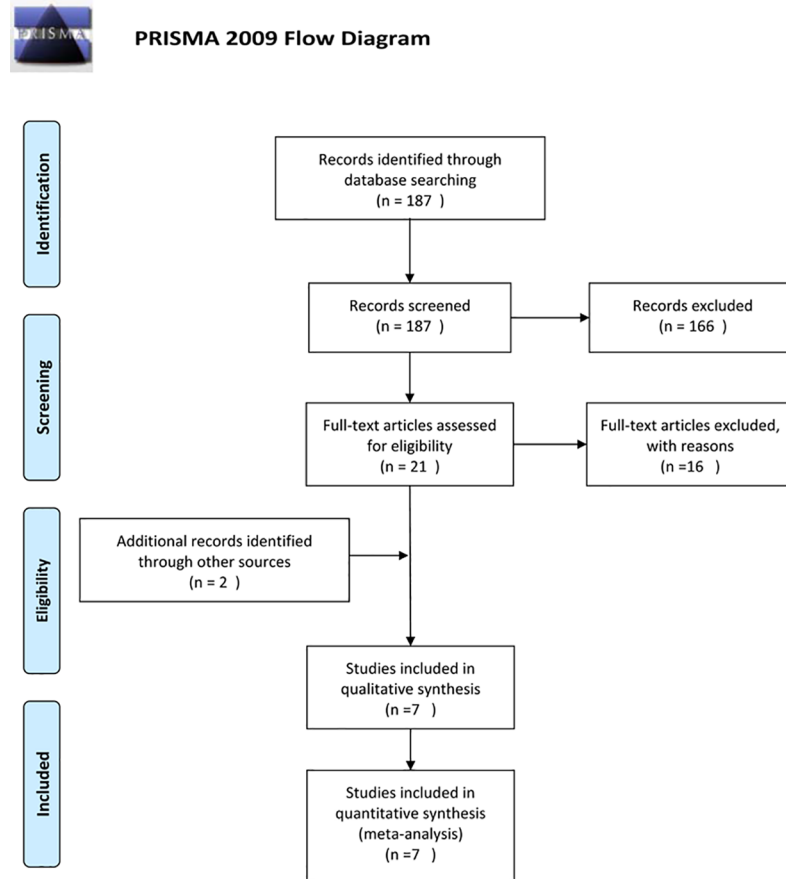 PRISMA
PRISMA 2009 Flow Diagram
Identification
Records identified through
database searching
(n = 187 )
Screening
Records screened
(n = 187 )
Records excluded
(n = 166 )
Full-text articles assessed
for eligibility
(n = 21 )
Full-text articles excluded,
with reasons
(n =16 )
Eligibility
Additional records identified
through other sources
(n = 2 )
Studies included in
qualitative synthesis
(n =7 )
Included
Studies included in
quantitative synthesis
(meta-analysis)
(n =7 )